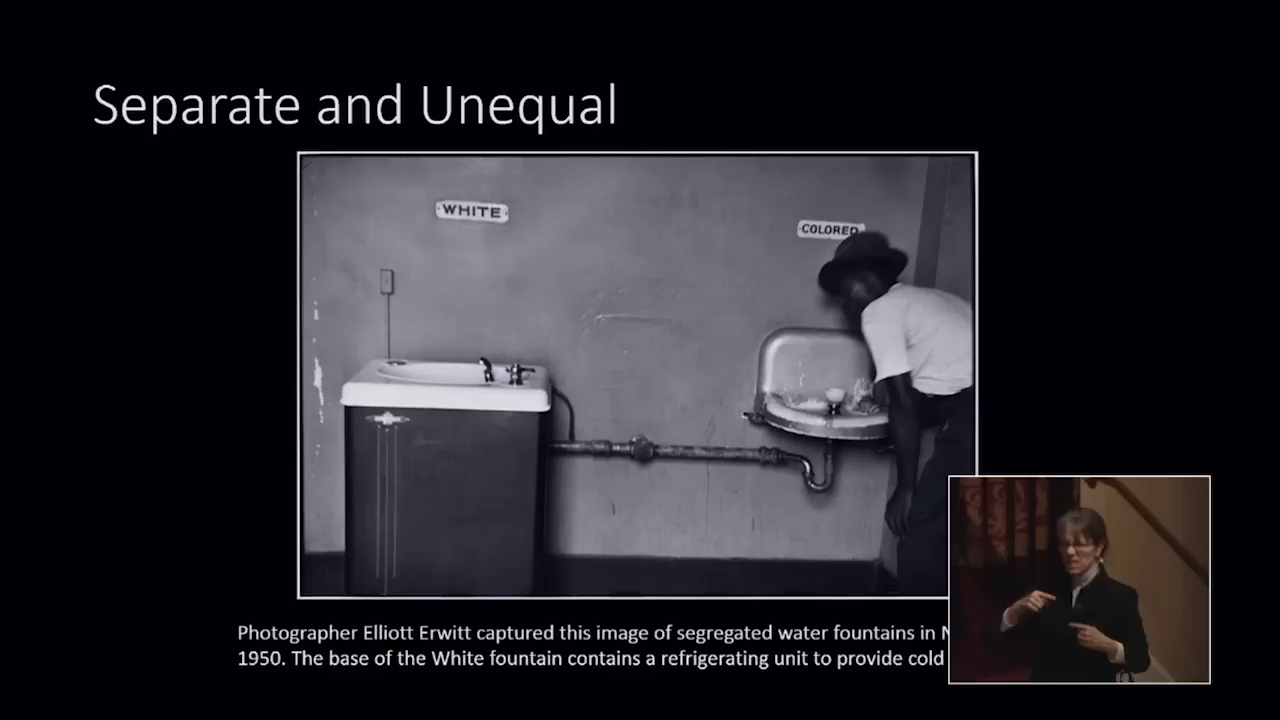 Separate and Unequal
WHITE
COLORED
Photographer Elliott Erwitt captured this image of segregated water fountains in
1950. The base of the White fountain contains a refrigerating unit to provide cold